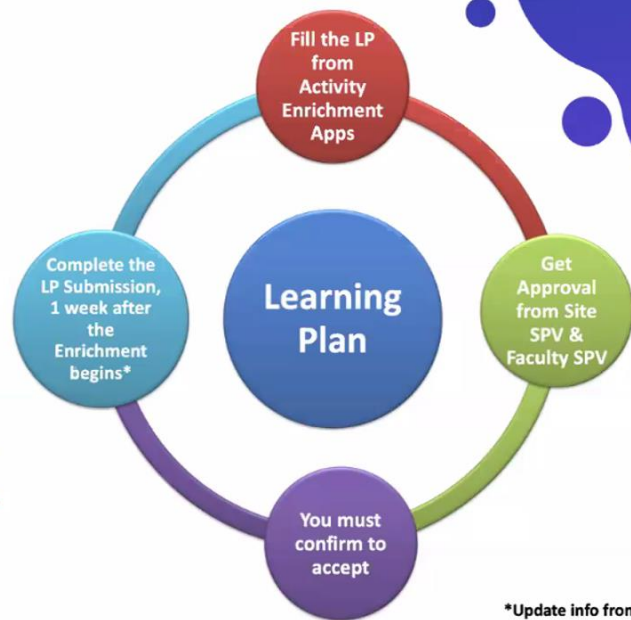 Fill the LP
from
Activity
Enrichment
Apps
Get
Approval
from Site
SPV &
Faculty SPV
You must
confirm to
accept
Complete the
LP Submission,
1 week after
the
Enrichment
begins*
Learning
Plan
*Update info from